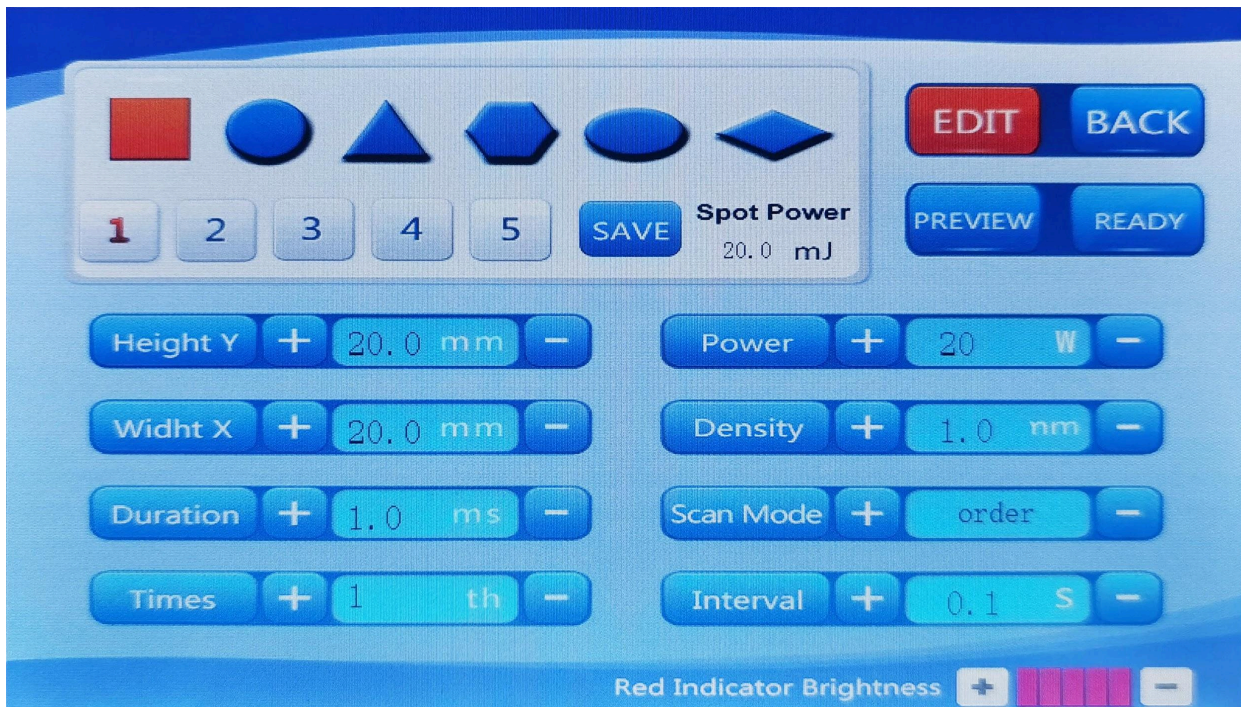 EDIT BACK
1 2 3 4 5 SAVE Spot Power
20.0 mJ
PREVIEW READY
Height Y + 20.0 mm −
Power + 20 W −
Widht X + 20.0 mm −
Density + 1.0 nm −
Duration + 1.0 ms −
Scan Mode + order −
Times + 1 th −
Interval + 0.1 S −
Red Indicator Brightness + −